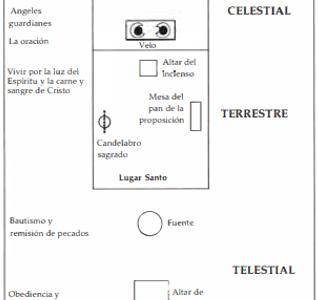 Angeles
guardianes
La oración
Velo
CELESTIAL
Vivir por la luz del
Espíritu y la carne y
sangre de Cristo
Altar del
Incienso
Mesa del
pan de la
proposición
TERRESTRE
Candelabro
sagrado
Lugar Santo
Bautismo y
remisión de pecados
Fuente
TELESTIAL
Obediencia y
Altar de